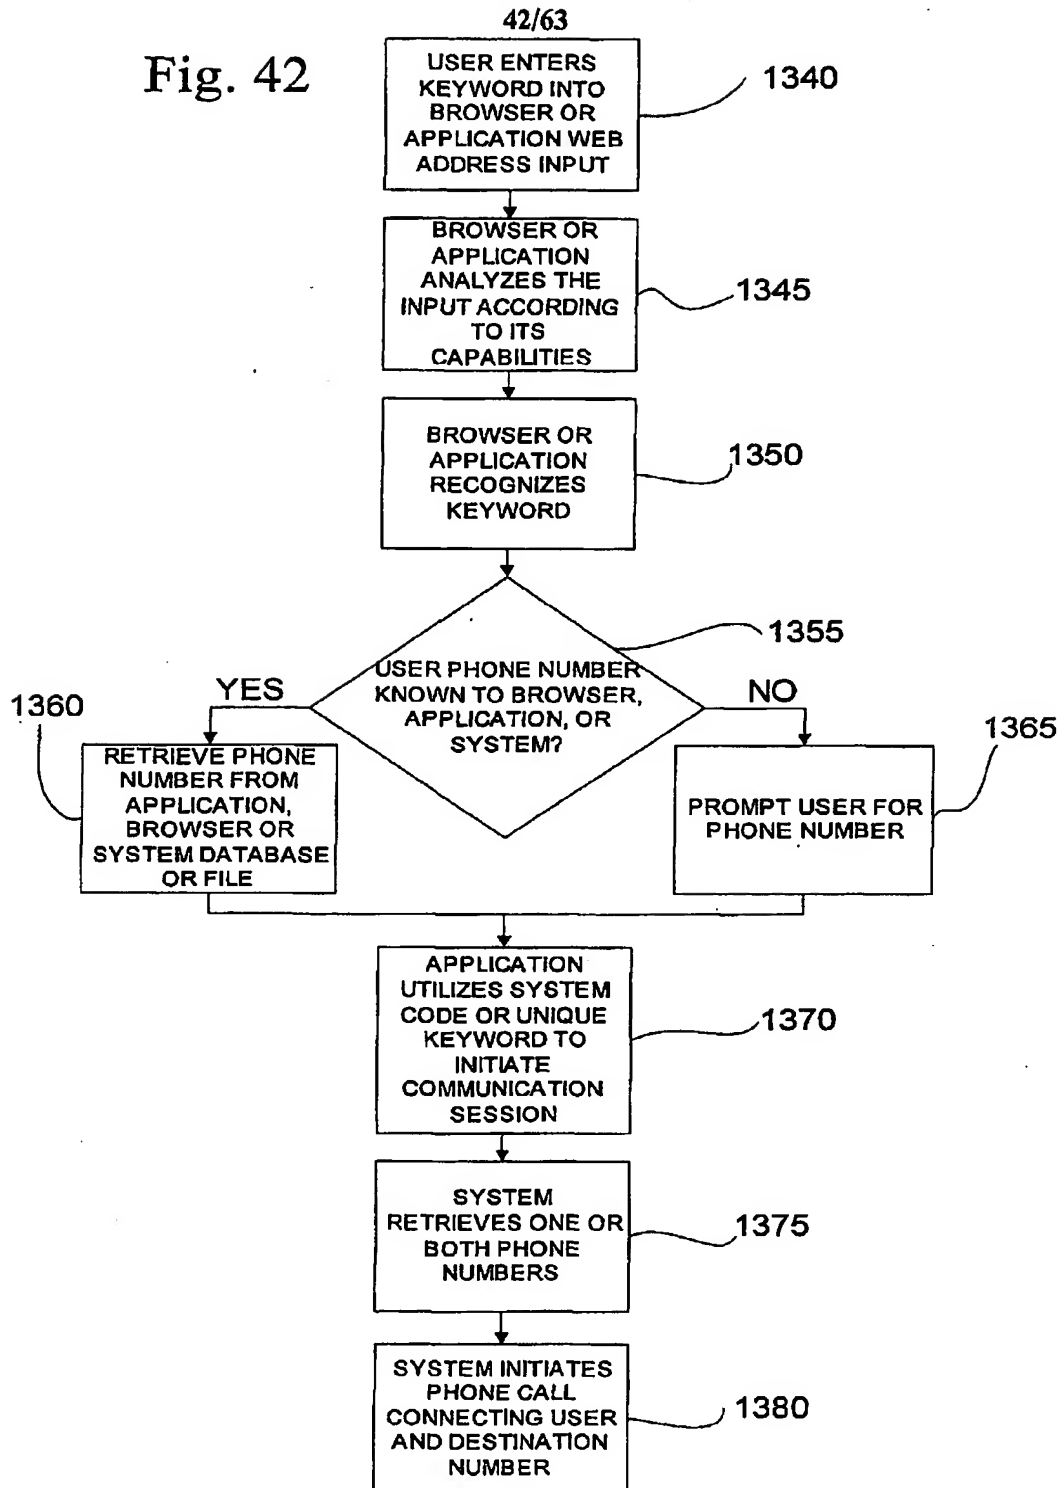 42/63
Fig. 42
USER ENTERS
KEYWORD INTO
BROWSER OR
APPLICATION WEB
ADDRESS INPUT
1340
BROWSER OR
APPLICATION
ANALYZES THE
INPUT ACCORDING
TO ITS
CAPABILITIES
1345
BROWSER OR
APPLICATION
RECOGNIZES
KEYWORD
1350
USER PHONE NUMBER
KNOWN TO BROWSER,
APPLICATION, OR
SYSTEM?
1355
YES
NO
1360
RETRIEVE PHONE
NUMBER FROM
APPLICATION,
BROWSER OR
SYSTEM DATABASE
OR FILE
1365
PROMPT USER FOR
PHONE NUMBER
APPLICATION
UTILIZES SYSTEM
CODE OR UNIQUE
KEYWORD TO
INITIATE
COMMUNICATION
SESSION
1370
SYSTEM
RETRIEVES ONE OR
BOTH PHONE
NUMBERS
1375
SYSTEM INITIATES
PHONE CALL
CONNECTING USER
AND DESTINATION
NUMBER
1380